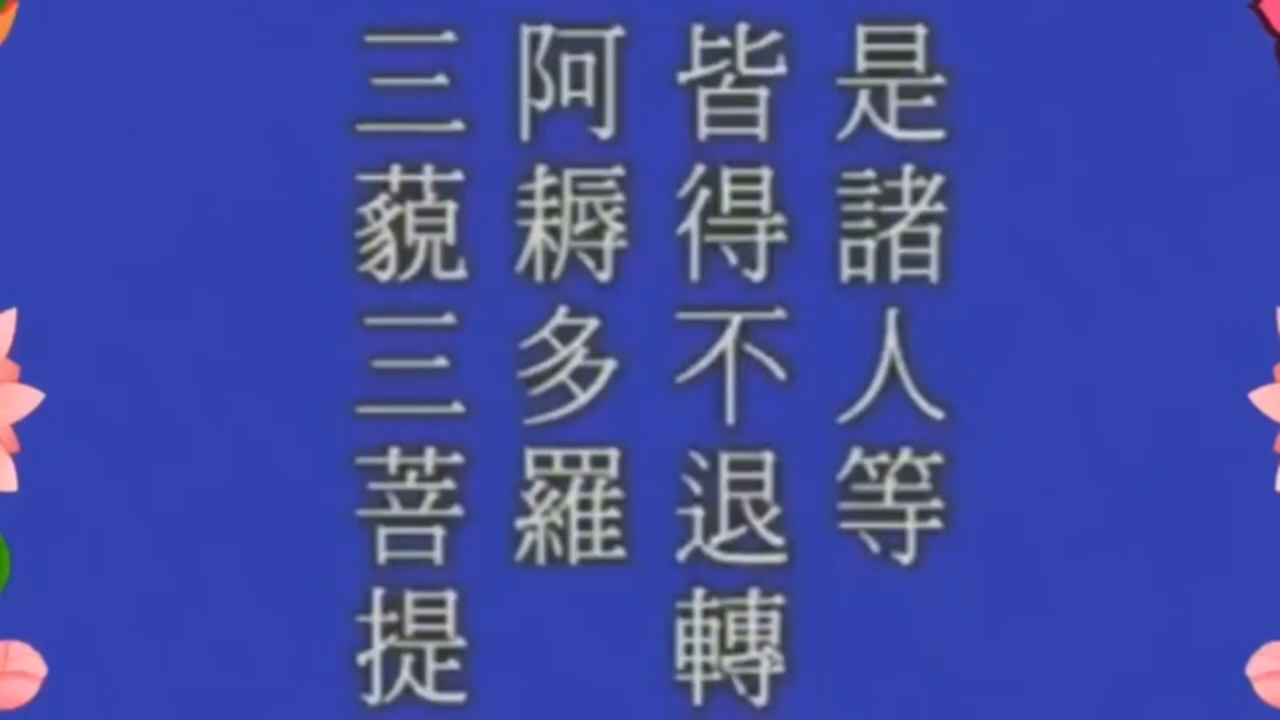 是諸人等
皆得不退轉
阿耨多羅
三藐三菩提